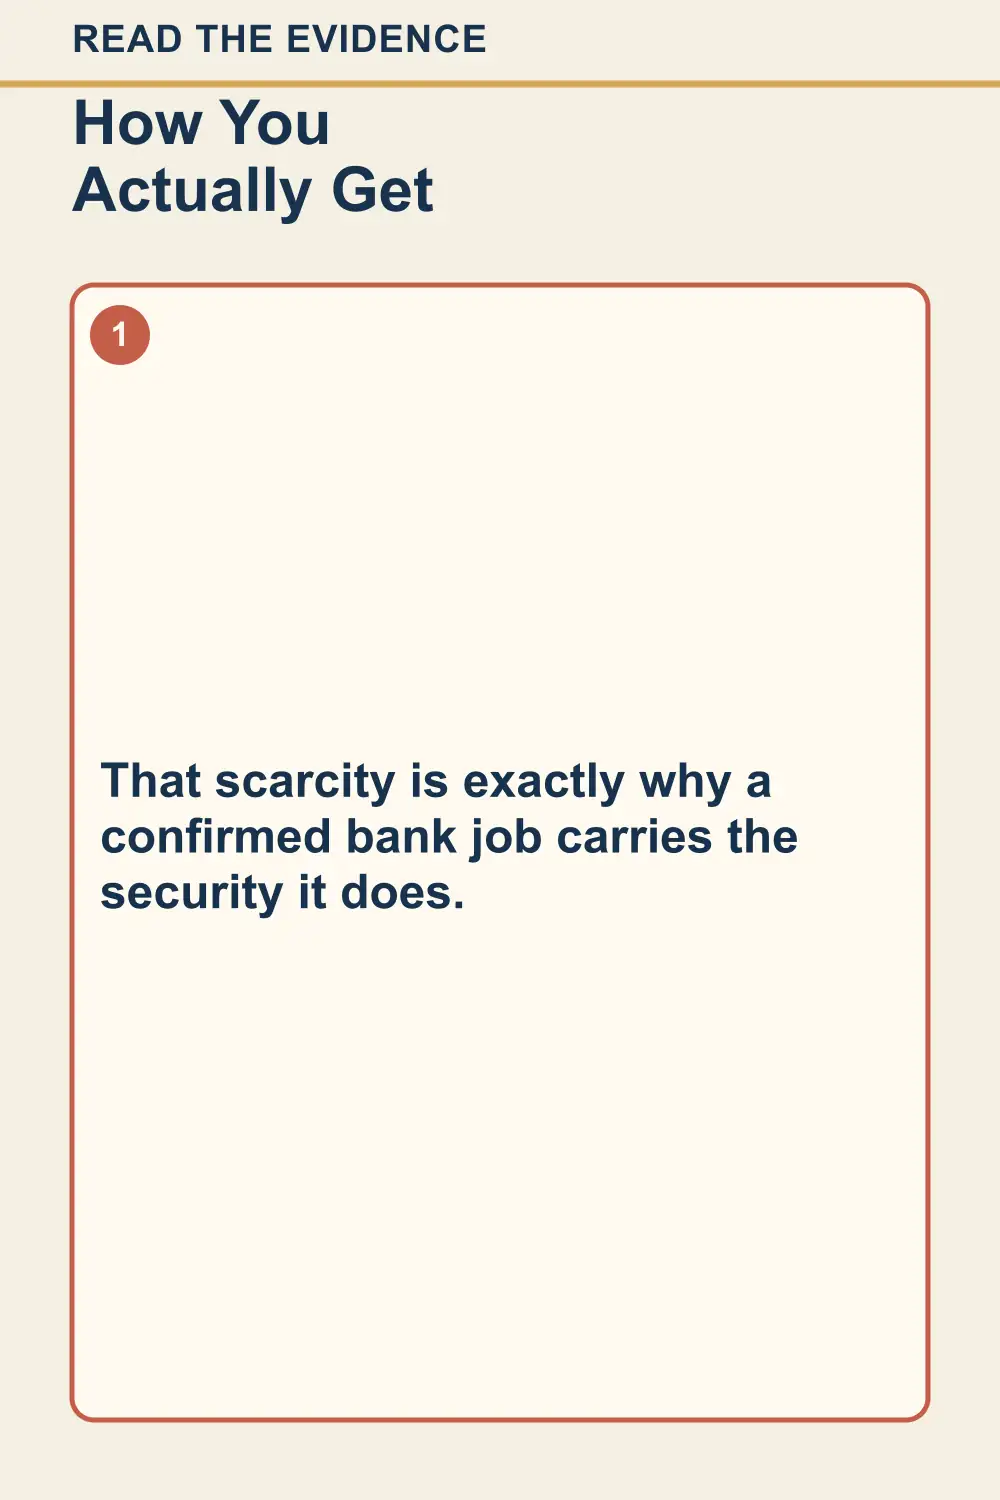 READ THE EVIDENCE
How You
Actually Get
1
That scarcity is exactly why a
confirmed bank job carries the
security it does.